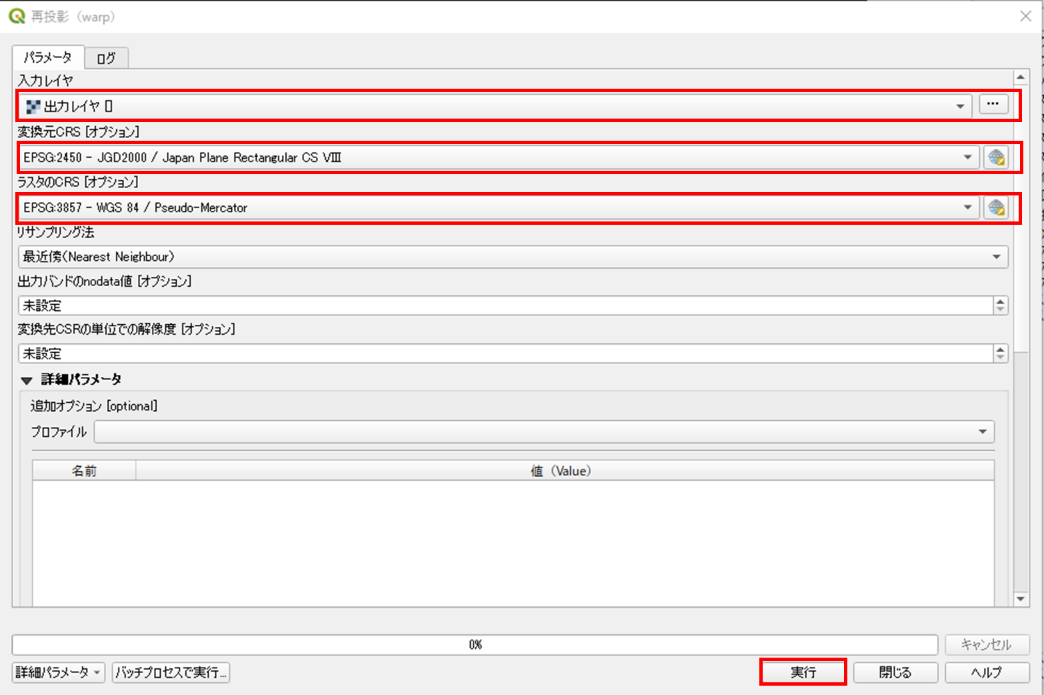 再投影 (warp)
パラメータ ログ
入力レイヤ
出力レイヤ [] ...
変換元CRS [オプション]
EPSG:2450 - JGD2000 / Japan Plane Rectangular CS VIII
ラスタのCRS [オプション]
EPSG:3857 - WGS 84 / Pseudo-Mercator
リサンプリング法
最近傍(Nearest Neighbour)
出力バンドのnodata値 [オプション]
未設定
変換先CSRの単位での解像度 [オプション]
未設定
詳細パラメータ
追加オプション [optional]
プロファイル
名前 値 (Value)
0% キャンセル
詳細パラメータ バッチプロセスで実行... 実行 閉じる ヘルプ